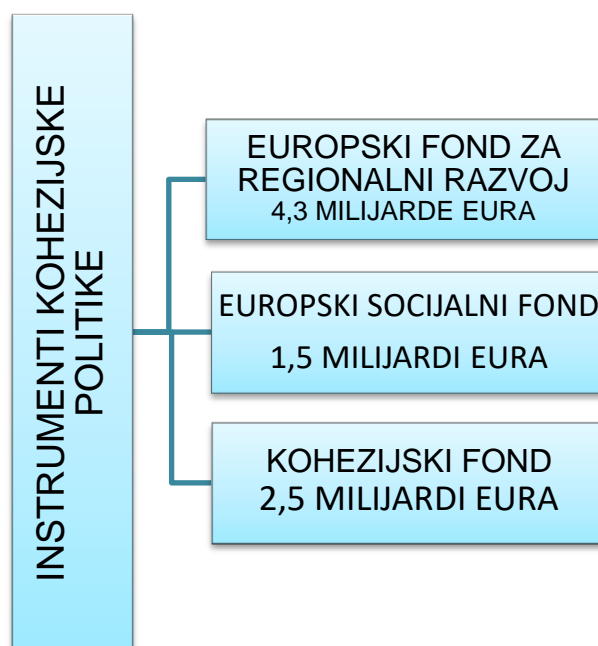 INSTRUMENTI KOHEZIJSKE
POLITIKE
EUROPSKI FOND ZA
REGIONALNI RAZVOJ
4,3 MILIJARDE EURA
EUROPSKI SOCIJALNI FOND
1,5 MILIJARDI EURA
KOHEZIJSKI FOND
2,5 MILIJARDI EURA